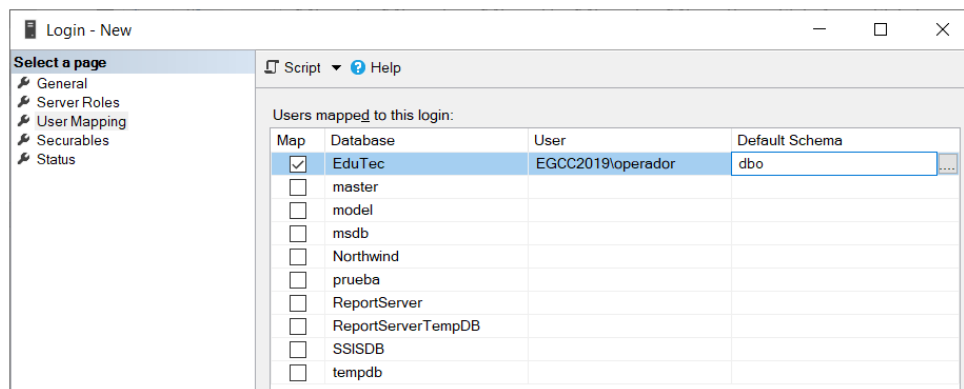 Login - New
Select a page
General
Server Roles
User Mapping
Securables
Status
Script Help
Users mapped to this login:
Map Database User Default Schema
EduTec EGCC2019\operador dbo ...
master
model
msdb
Northwind
prueba
ReportServer
ReportServerTempDB
SSISDB
tempdb